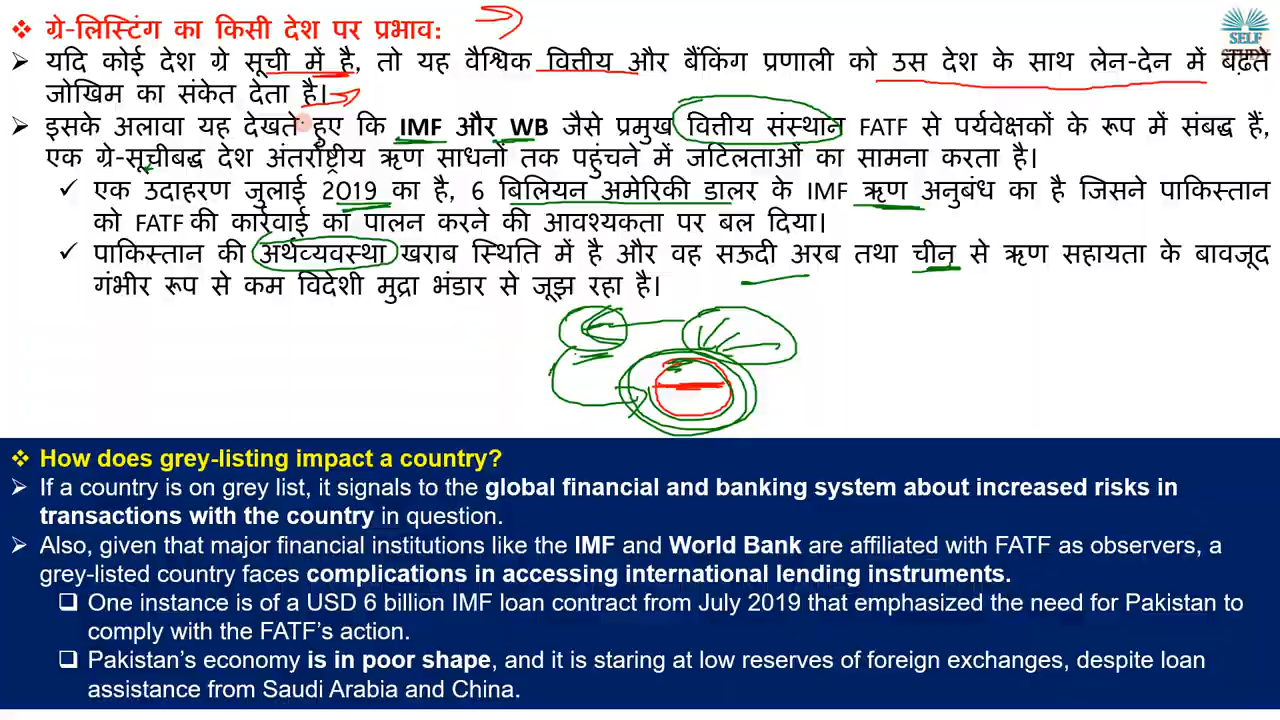 ❖ ग्रे-लिस्टिंग का किसी देश पर प्रभाव:
SELF
STUDY
➤ यदि कोई देश ग्रे सूची में है, तो यह वैश्विक वित्तीय और बैंकिंग प्रणाली को उस देश के साथ लेन-देन में बढ़ते
जोखिम का संकेत देता है।
➤ इसके अलावा यह देखते हुए कि IMF और WB जैसे प्रमुख वित्तीय संस्थान FATF से पर्यवेक्षकों के रूप में संबद्ध हैं,
एक ग्रे-सूचीबद्ध देश अंतर्राष्ट्रीय ऋण साधनों तक पहुंचने में जटिलताओं का सामना करता है।
✓ एक उदाहरण जुलाई 2019 का है, 6 बिलियन अमेरिकी डालर के IMF ऋण अनुबंध का है जिसने पाकिस्तान
को FATF की कार्रवाई का पालन करने की आवश्यकता पर बल दिया।
✓ पाकिस्तान की अर्थव्यवस्था खराब स्थिति में है और वह सऊदी अरब तथा चीन से ऋण सहायता के बावजूद
गंभीर रूप से कम विदेशी मुद्रा भंडार से जूझ रहा है।
❖ How does grey-listing impact a country?
➤ If a country is on grey list, it signals to the global financial and banking system about increased risks in
transactions with the country in question.
➤ Also, given that major financial institutions like the IMF and World Bank are affiliated with FATF as observers, a
grey-listed country faces complications in accessing international lending instruments.
❑ One instance is of a USD 6 billion IMF loan contract from July 2019 that emphasized the need for Pakistan to
comply with the FATF's action.
❑ Pakistan's economy is in poor shape, and it is staring at low reserves of foreign exchanges, despite loan
assistance from Saudi Arabia and China.